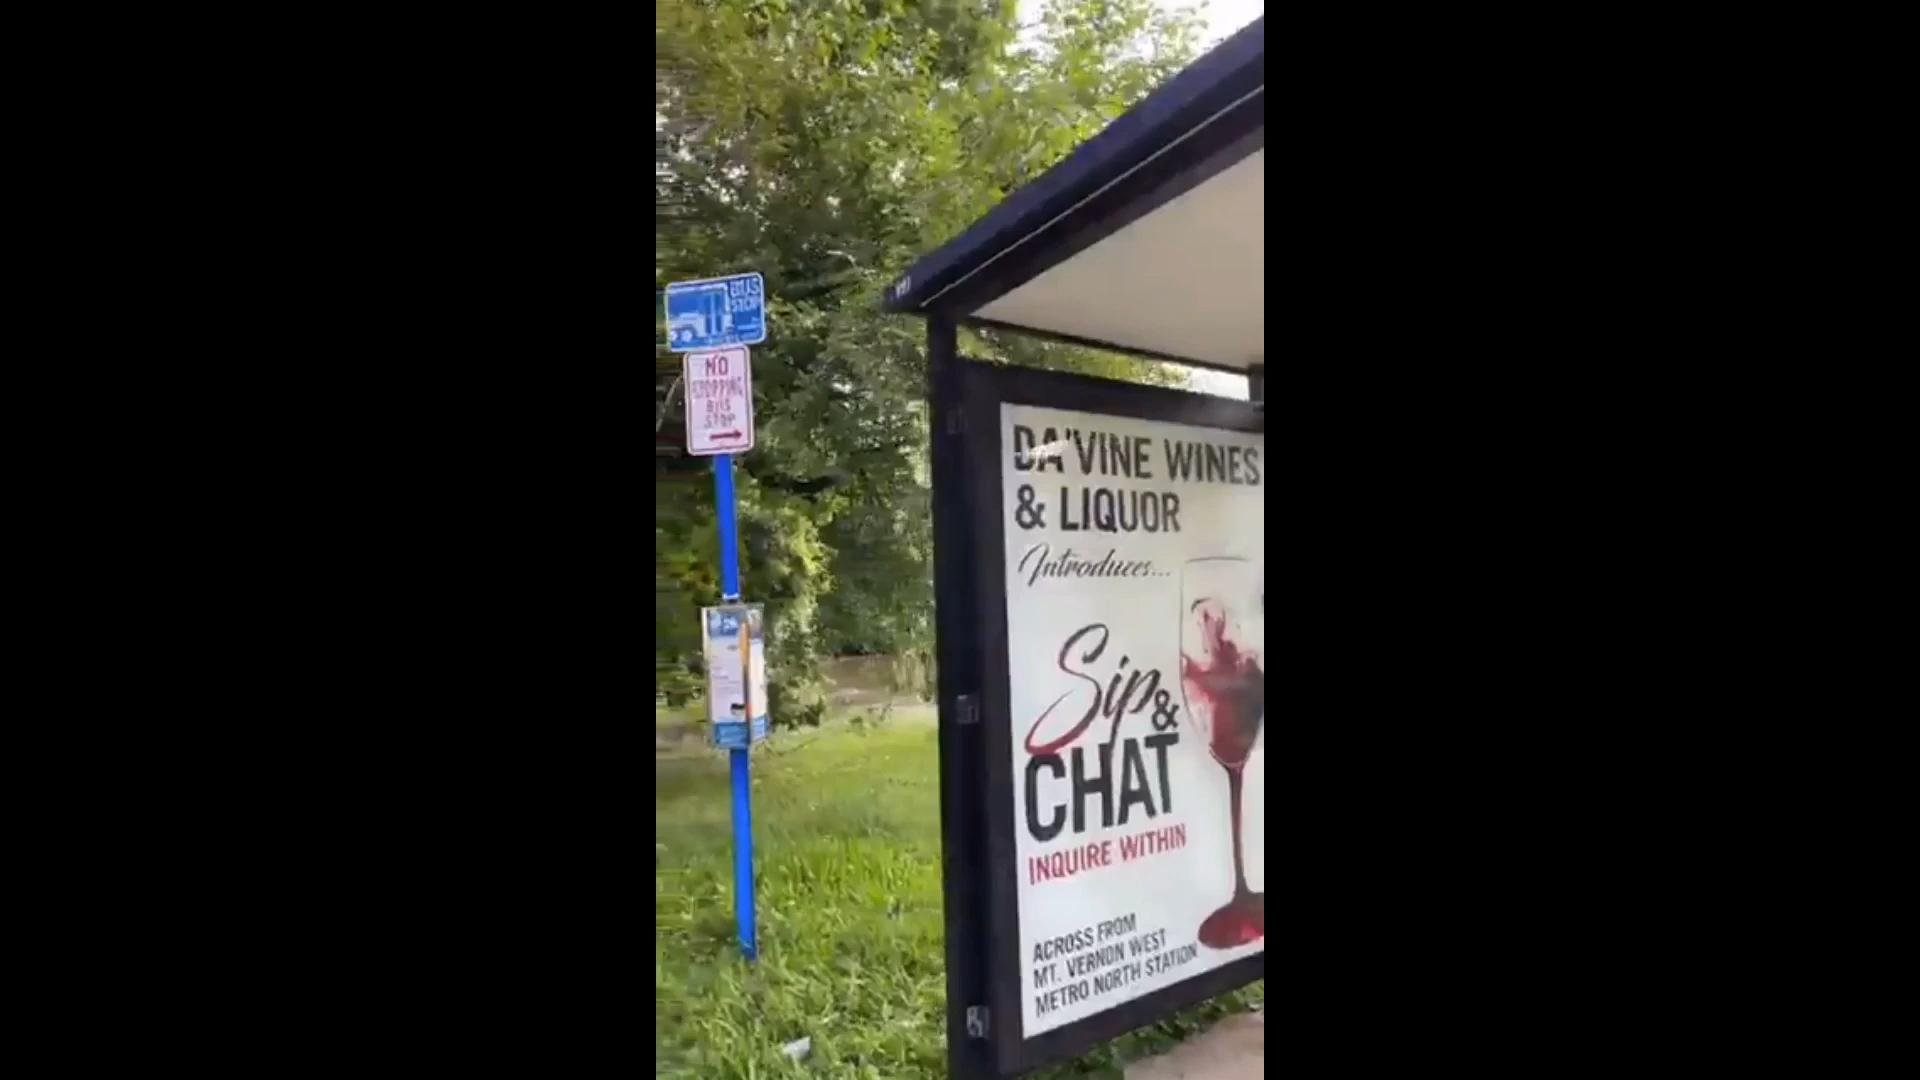 BUS
STOP
NO
STOPPING
BUS
STOP
DA'VINE WINES
& LIQUOR
Introduces...
Sip &
CHAT
INQUIRE WITHIN
ACROSS FROM
MT. VERNON WEST
METRO NORTH STATION